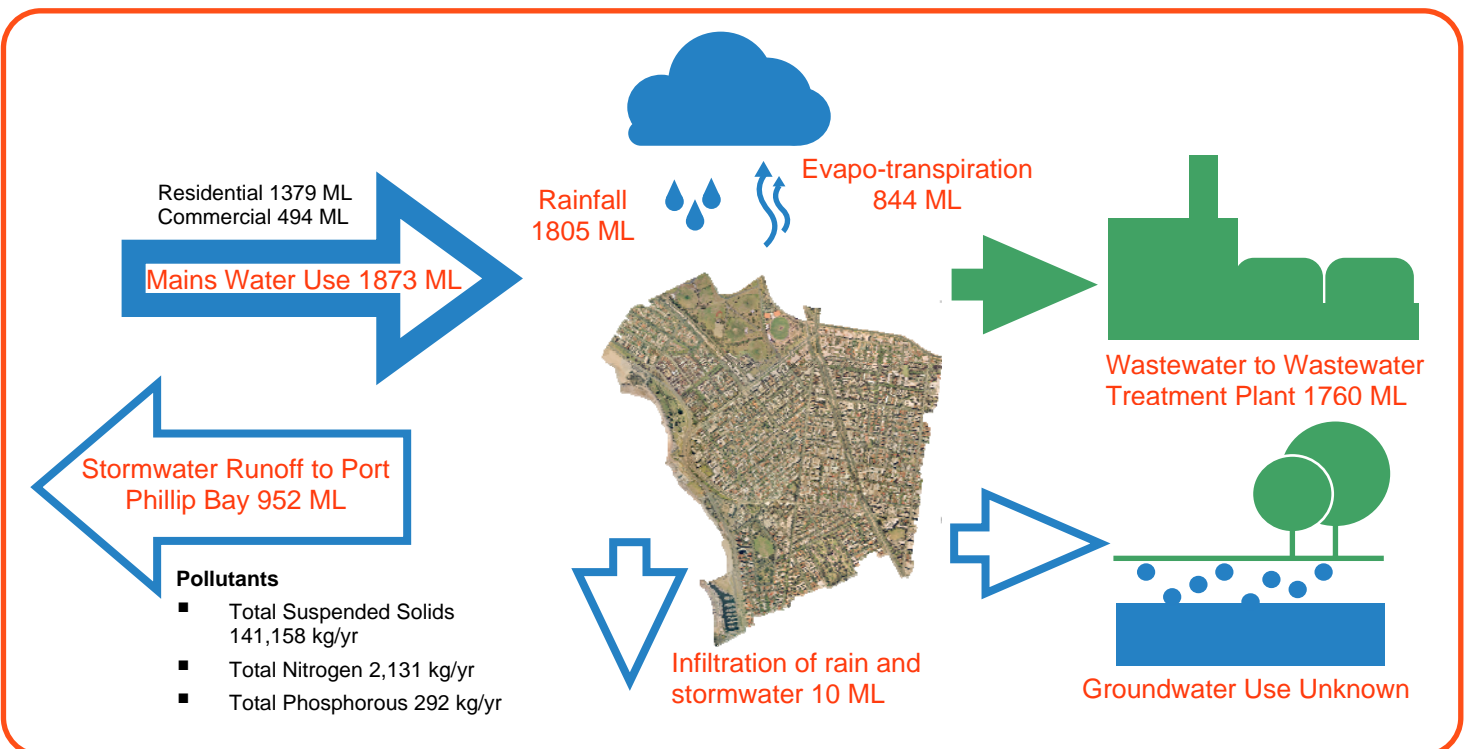 Residential 1379 ML
Commercial 494 ML
Mains Water Use 1873 ML
Rainfall
1805 ML
Evapo-transpiration
844 ML
Wastewater to Wastewater
Treatment Plant 1760 ML
Stormwater Runoff to Port
Phillip Bay 952 ML
Pollutants
■ Total Suspended Solids
141,158 kg/yr
■ Total Nitrogen 2,131 kg/yr
■ Total Phosphorous 292 kg/yr
Infiltration of rain and
stormwater 10 ML
Groundwater Use Unknown